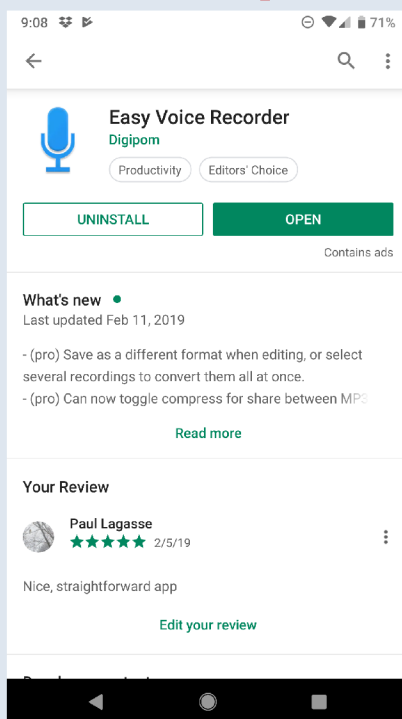 9:08
71%
Easy Voice Recorder
Digipom
Productivity
Editors' Choice
UNINSTALL
OPEN
Contains ads
What's new
Last updated Feb 11, 2019
- (pro) Save as a different format when editing, or select
several recordings to convert them all at once.
- (pro) Can now toggle compress for share between MP3
Read more
Your Review
Paul Lagasse
2/5/19
Nice, straightforward app
Edit your review